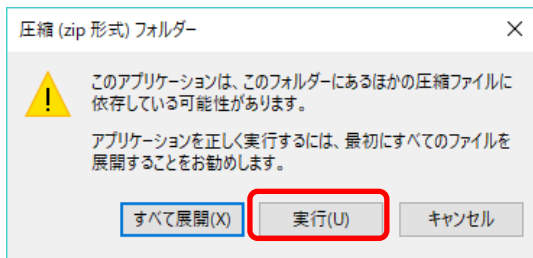 圧縮 (zip 形式) フォルダー
このアプリケーションは、このフォルダーにあるほかの圧縮ファイルに
依存している可能性があります。
アプリケーションを正しく実行するには、最初にすべてのファイルを
展開することをお勧めします。
すべて展開(X) 実行(U) キャンセル